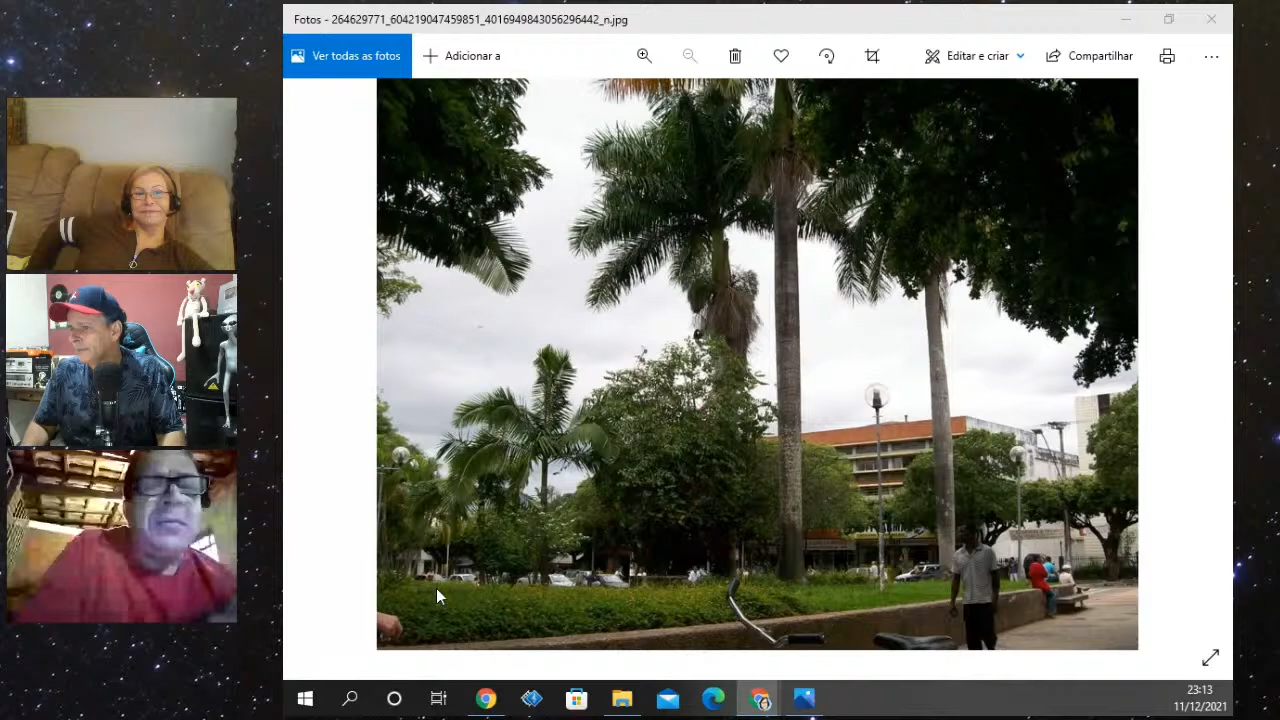 Fotos - 264629771_604219047459851_4016949843056296442_n.jpg
Ver todas as fotos
Adicionar a
Editar e criar
Compartilhar
23:13
11/12/2021